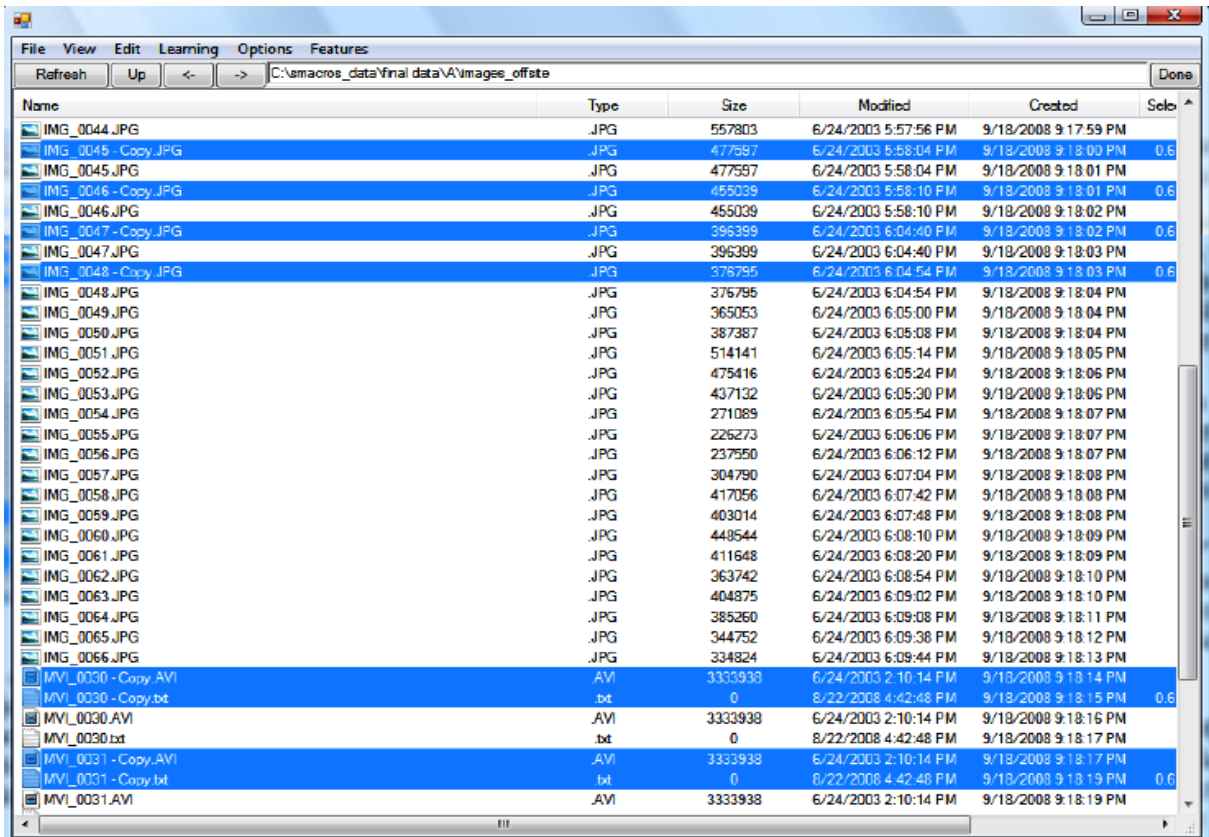 File View Edit Learning Options Features
Refresh Up <- -> C:\smacros_data\final data\A\images_offste Done
Name Type Size Modified Created Selec
IMG_0044.JPG .JPG 557803 6/24/2003 5:57:56 PM 9/18/2008 9:17:59 PM
IMG_0045 - Copy.JPG .JPG 477597 6/24/2003 5:58:04 PM 9/18/2008 9:18:00 PM 0.6
IMG_0045.JPG .JPG 477597 6/24/2003 5:58:04 PM 9/18/2008 9:18:01 PM
IMG_0046 - Copy.JPG .JPG 455039 6/24/2003 5:58:10 PM 9/18/2008 9:18:01 PM 0.6
IMG_0046.JPG .JPG 455039 6/24/2003 5:58:10 PM 9/18/2008 9:18:02 PM
IMG_0047 - Copy.JPG .JPG 396399 6/24/2003 6:04:40 PM 9/18/2008 9:18:02 PM 0.6
IMG_0047.JPG .JPG 396399 6/24/2003 6:04:40 PM 9/18/2008 9:18:03 PM
IMG_0048 - Copy.JPG .JPG 376795 6/24/2003 6:04:54 PM 9/18/2008 9:18:03 PM 0.6
IMG_0048.JPG .JPG 376795 6/24/2003 6:04:54 PM 9/18/2008 9:18:04 PM
IMG_0049.JPG .JPG 365053 6/24/2003 6:05:00 PM 9/18/2008 9:18:04 PM
IMG_0050.JPG .JPG 387387 6/24/2003 6:05:08 PM 9/18/2008 9:18:04 PM
IMG_0051.JPG .JPG 514141 6/24/2003 6:05:14 PM 9/18/2008 9:18:05 PM
IMG_0052.JPG .JPG 475416 6/24/2003 6:05:24 PM 9/18/2008 9:18:06 PM
IMG_0053.JPG .JPG 437132 6/24/2003 6:05:30 PM 9/18/2008 9:18:06 PM
IMG_0054.JPG .JPG 271089 6/24/2003 6:05:54 PM 9/18/2008 9:18:07 PM
IMG_0055.JPG .JPG 226273 6/24/2003 6:06:06 PM 9/18/2008 9:18:07 PM
IMG_0056.JPG .JPG 237550 6/24/2003 6:06:12 PM 9/18/2008 9:18:07 PM
IMG_0057.JPG .JPG 304790 6/24/2003 6:07:04 PM 9/18/2008 9:18:08 PM
IMG_0058.JPG .JPG 417056 6/24/2003 6:07:42 PM 9/18/2008 9:18:08 PM
IMG_0059.JPG .JPG 403014 6/24/2003 6:07:48 PM 9/18/2008 9:18:08 PM
IMG_0060.JPG .JPG 448544 6/24/2003 6:08:10 PM 9/18/2008 9:18:09 PM
IMG_0061.JPG .JPG 411648 6/24/2003 6:08:20 PM 9/18/2008 9:18:09 PM
IMG_0062.JPG .JPG 363742 6/24/2003 6:08:54 PM 9/18/2008 9:18:10 PM
IMG_0063.JPG .JPG 404875 6/24/2003 6:09:02 PM 9/18/2008 9:18:10 PM
IMG_0064.JPG .JPG 385260 6/24/2003 6:09:08 PM 9/18/2008 9:18:11 PM
IMG_0065.JPG .JPG 344752 6/24/2003 6:09:38 PM 9/18/2008 9:18:12 PM
IMG_0066.JPG .JPG 334824 6/24/2003 6:09:44 PM 9/18/2008 9:18:13 PM
MVI_0030 - Copy.AVI .AVI 3333938 6/24/2003 2:10:14 PM 9/18/2008 9:18:14 PM
MVI_0030 - Copy.txt .txt 0 8/22/2008 4:42:48 PM 9/18/2008 9:18:15 PM 0.6
MVI_0030.AVI .AVI 3333938 6/24/2003 2:10:14 PM 9/18/2008 9:18:16 PM
MVI_0030.txt .txt 0 8/22/2008 4:42:48 PM 9/18/2008 9:18:17 PM
MVI_0031 - Copy.AVI .AVI 3333938 6/24/2003 2:10:14 PM 9/18/2008 9:18:17 PM
MVI_0031 - Copy.txt .txt 0 8/22/2008 4:42:48 PM 9/18/2008 9:18:19 PM 0.6
MVI_0031.AVI .AVI 3333938 6/24/2003 2:10:14 PM 9/18/2008 9:18:19 PM